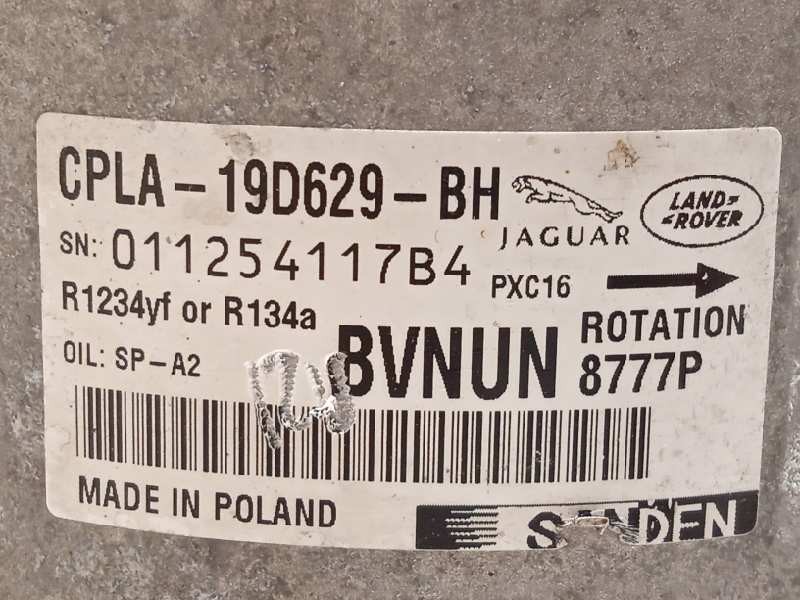 CPLA-19D629-BH
JAGUAR
LAND-
ROVER
SN: 011254117B4
PXC16
R1234yf or R134a
ROTATION
OIL: SP-A2
BVNUN
8777P
MADE IN POLAND
SANDEN